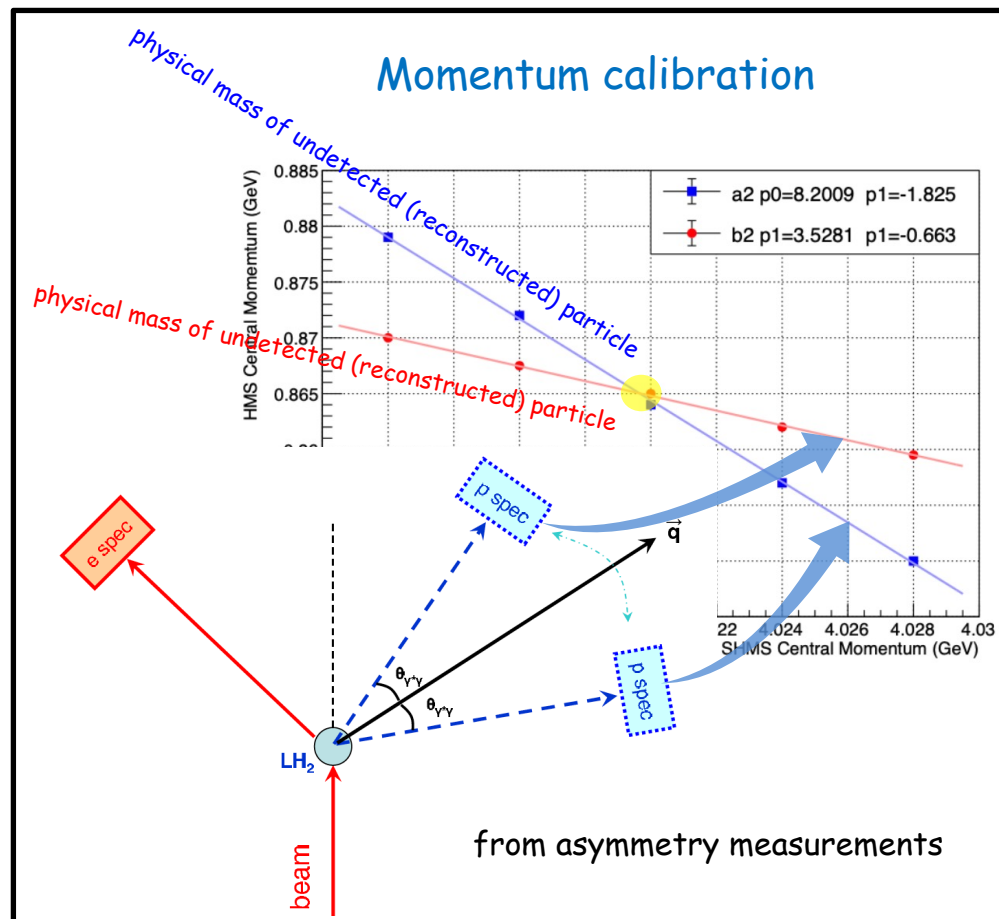 Momentum calibration
physical mass of undetected (reconstructed) particle
physical mass of undetected (reconstructed) particle
HMS Central Momemtum (GeV)
0.885
0.88
0.875
0.87
0.865
a2 p0=8.2009 p1=-1.825
b2 p1=3.5281 p1=-0.663
22 4.024 4.026 4.028 4.03
SHMS Central Momentum (GeV)
e spec
p spec
q
p spec
θγ*γ
θγ*γ
LH2
beam
from asymmetry measurements